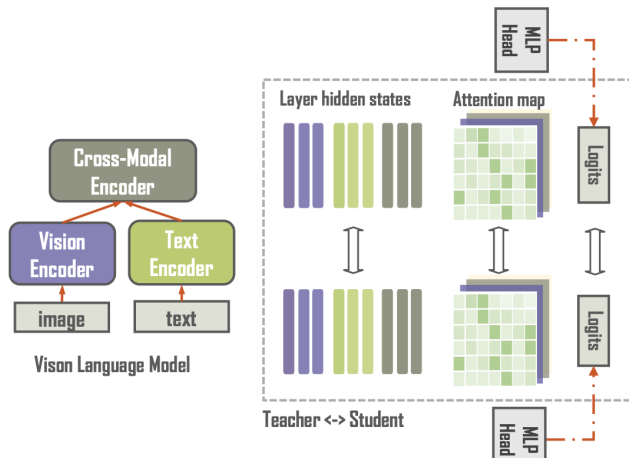 Cross-Modal
Encoder
Vision
Encoder
Text
Encoder
image
text
Vison Language Model
MLP
Head
Layer hidden states
Attention map
Logits
Logits
Teacher <-> Student
MLP
Head